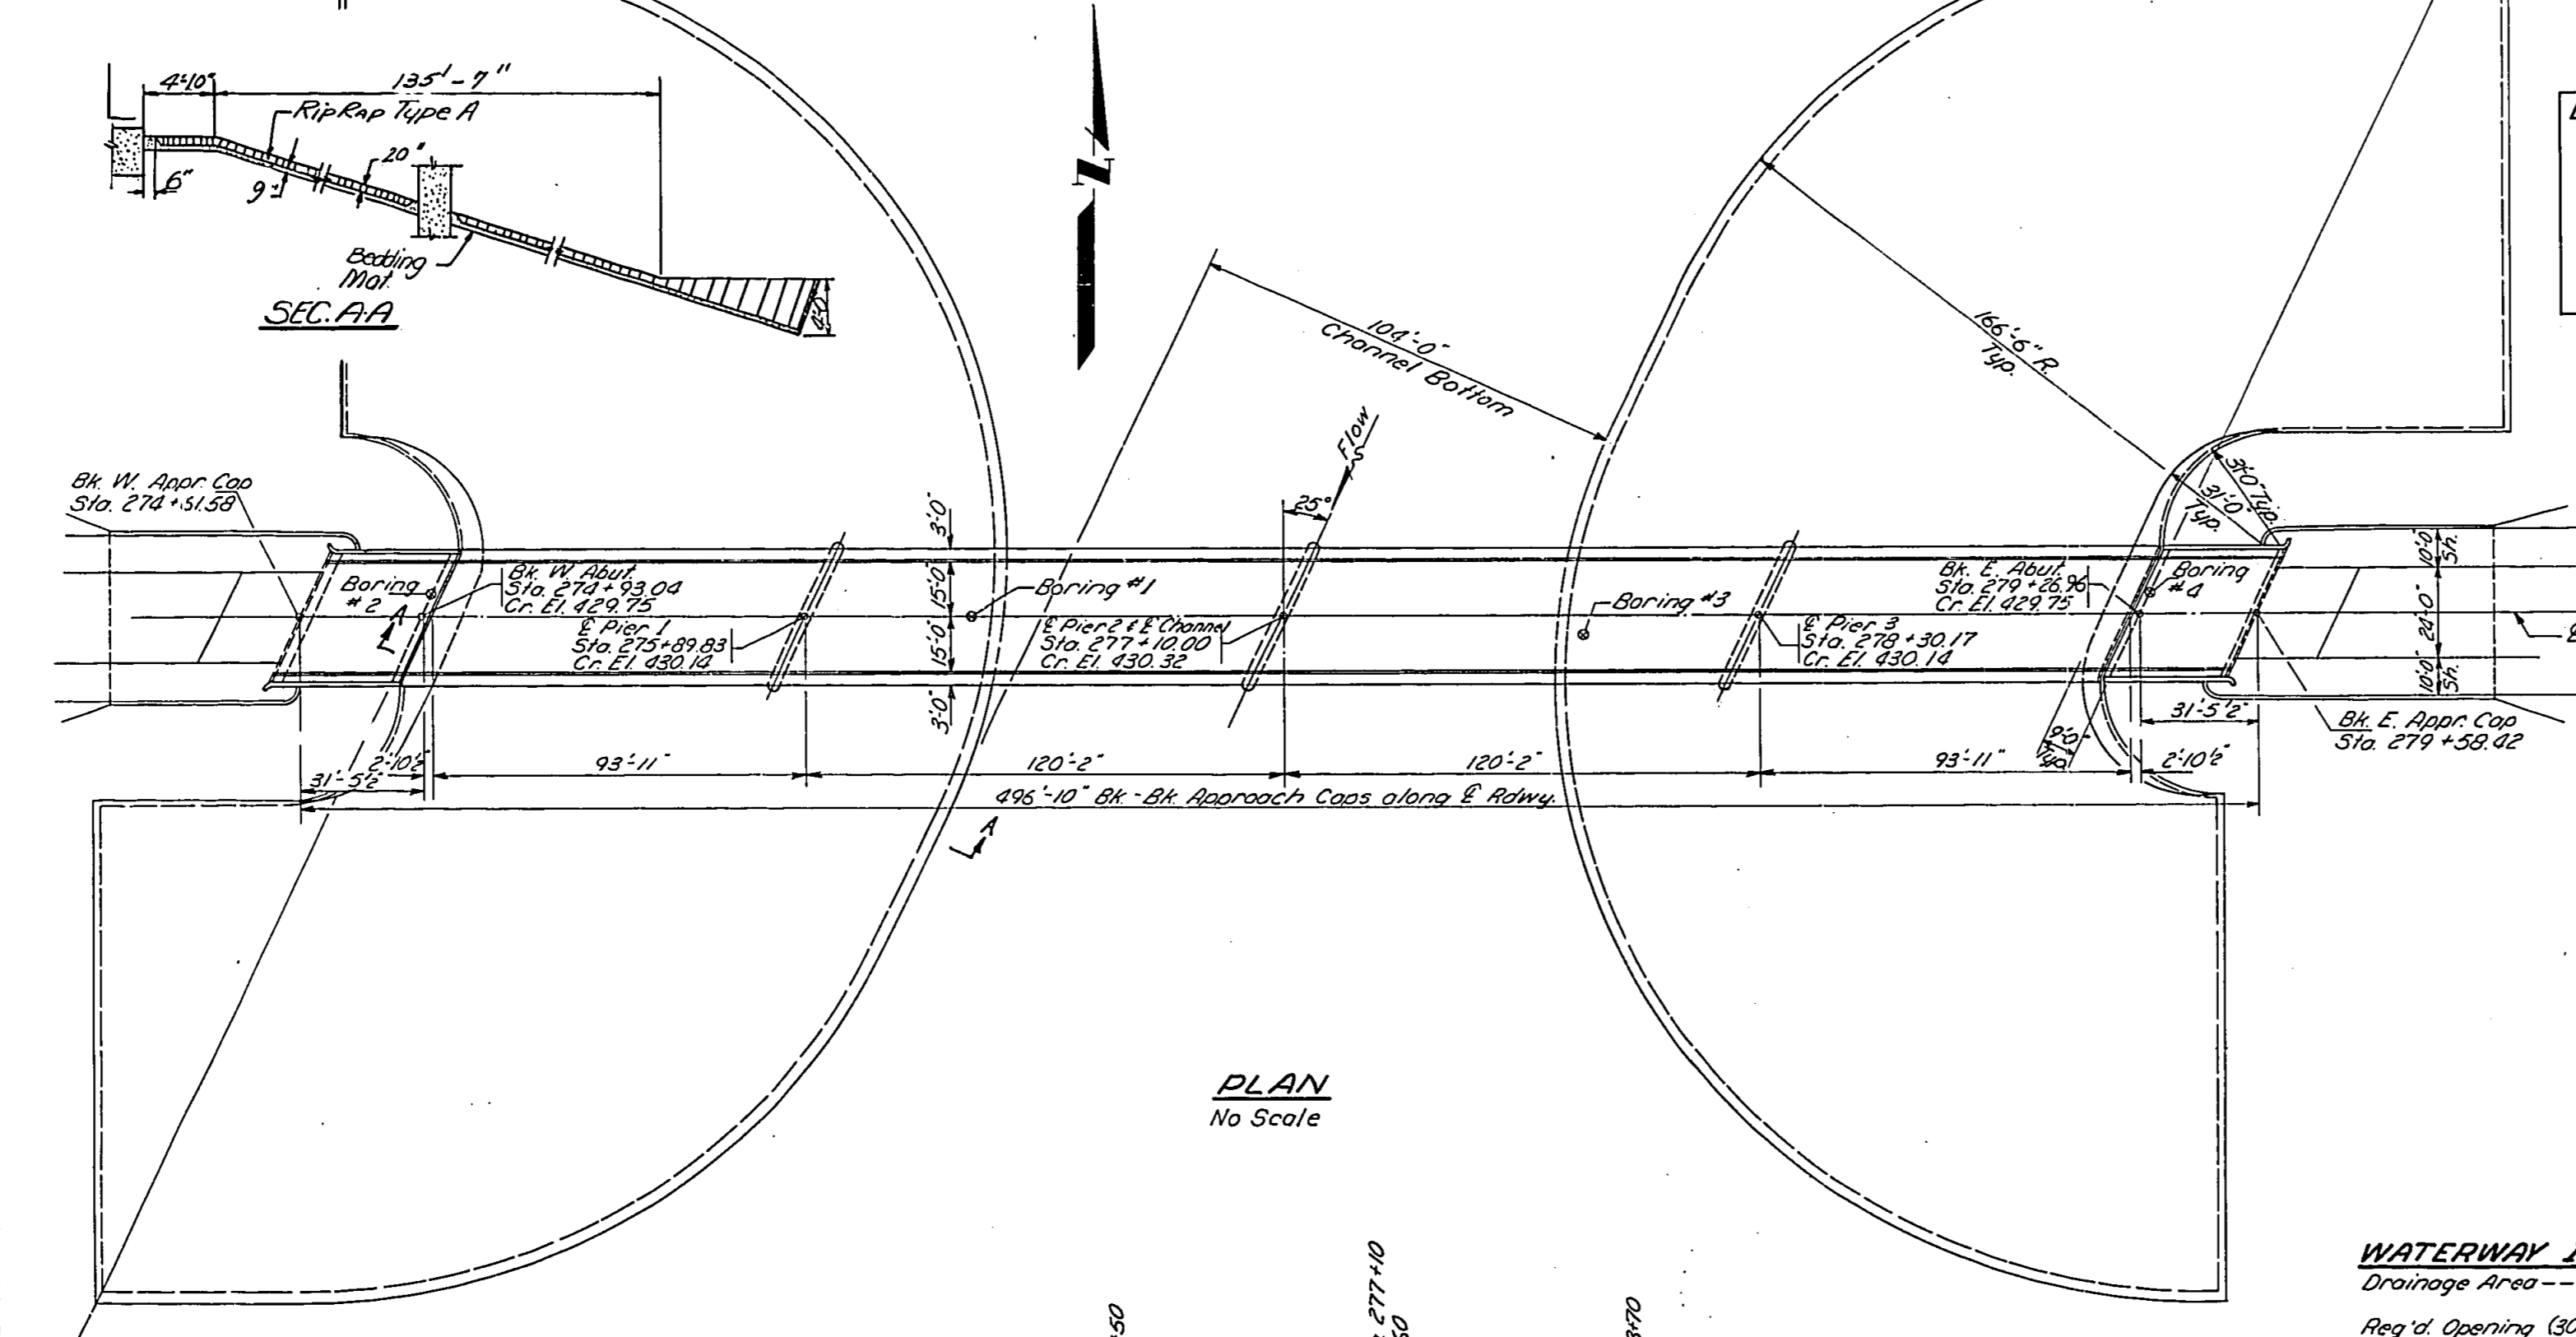 4'-10"
135'-7"
RipRap Type A
20"
6"
9"
Bedding
Mat.
4'-0"
SEC. A-A
N
104'-0"
Channel Bottom
166'-6" R.
Typ.
Flow
25°
Bk. W. Appr. Cap
Sta. 274+61.58
31'-0" Typ.
31'-0"
Typ.
3'-0"
15'-0"
15'-0"
3'-0"
Boring
#2
A
Bk. W. Abut.
Sta. 274+93.04
Cr. El. 429.75
Boring #1
℄ Pier 1
Sta. 275+89.83
Cr. El. 430.14
℄ Pier 2 & ℄ Channel
Sta. 277+10.00
Cr. El. 430.32
Boring #3
℄ Pier 3
Sta. 278+30.17
Cr. El. 430.14
Bk. E. Abut.
Sta. 279+26.96
Cr. El. 429.75
Boring
#4
10'-0"
Sh.
24'-0"
10'-0"
Sh.
31'-5½"
Bk. E. Appr. Cap
Sta. 279+58.42
9'-0"
Typ.
2'-10½"
31'-5½"
93'-11"
120'-2"
120'-2"
93'-11"
2'-10½"
496'-10" Bk.-Bk. Approach Caps along ℄ Rdwy.
A
PLAN
No Scale
277+10
WATERWAY
Drainage Area--
Req'd. Opening (30